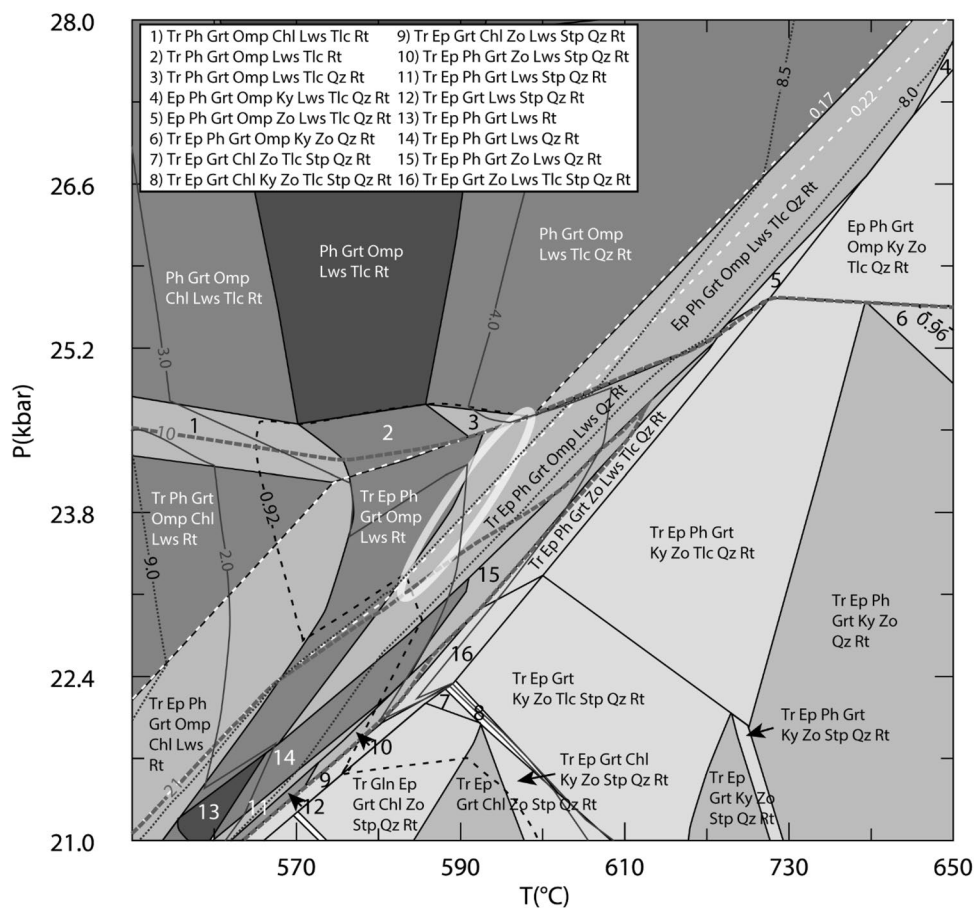 28.0
26.6
25.2
23.8
22.4
21.0
P(kbar)
570
590
610
730
650
T(°C)
1) Tr Ph Grt Omp Chl Lws Tlc Rt
2) Tr Ph Grt Omp Lws Tlc Rt
3) Tr Ph Grt Omp Lws Tlc Qz Rt
4) Ep Ph Grt Omp Ky Lws Tlc Qz Rt
5) Ep Ph Grt Omp Zo Lws Tlc Qz Rt
6) Tr Ep Ph Grt Omp Ky Zo Qz Rt
7) Tr Ep Grt Chl Zo Tlc Stp Qz Rt
8) Tr Ep Grt Chl Ky Zo Tlc Stp Qz Rt
9) Tr Ep Grt Chl Zo Lws Stp Qz Rt
10) Tr Ep Ph Grt Zo Lws Stp Qz Rt
11) Tr Ep Ph Grt Lws Stp Qz Rt
12) Tr Ep Grt Lws Stp Qz Rt
13) Tr Ep Ph Grt Lws Rt
14) Tr Ep Ph Grt Lws Qz Rt
15) Tr Ep Ph Grt Zo Lws Qz Rt
16) Tr Ep Grt Zo Lws Tlc Stp Qz Rt
8.5
0.17
0.22
8.0
4
Ph Grt Omp
Chl Lws Tlc Rt
Ph Grt Omp
Lws Tlc Rt
Ph Grt Omp
Lws Tlc Qz Rt
Ep Ph Grt Omp Lws Tlc Qz Rt
Ep Ph Grt
Omp Ky Zo
Tlc Qz Rt
3.0
4.0
5
6
0.96
1
10
2
3
Tr Ph Grt
Omp Chl
Lws Rt
9.0
2.0
0.92
Tr Ep Ph
Grt Omp
Lws Rt
Tr Ep Ph Grt Omp Lws Qz Rt
Tr Ep Ph Grt Zo Lws Tlc Qz Rt
Tr Ep Ph Grt
Ky Zo Tlc Qz Rt
Tr Ep Ph
Grt Ky Zo
Qz Rt
15
16
Tr Ep Ph
Grt Omp
Chl Lws
Rt
Tr Ep Grt
Ky Zo Tlc Stp Qz Rt
Tr Ep Ph Grt
Ky Zo Stp Qz Rt
7
8
10
14
9
21
13
11
12
Tr Gln Ep
Grt Chl Zo
Stp Qz Rt
Tr Ep
Grt Chl Zo Stp Qz Rt
Tr Ep Grt Chl
Ky Zo Stp Qz Rt
Tr Ep
Grt Ky Zo
Stp Qz Rt